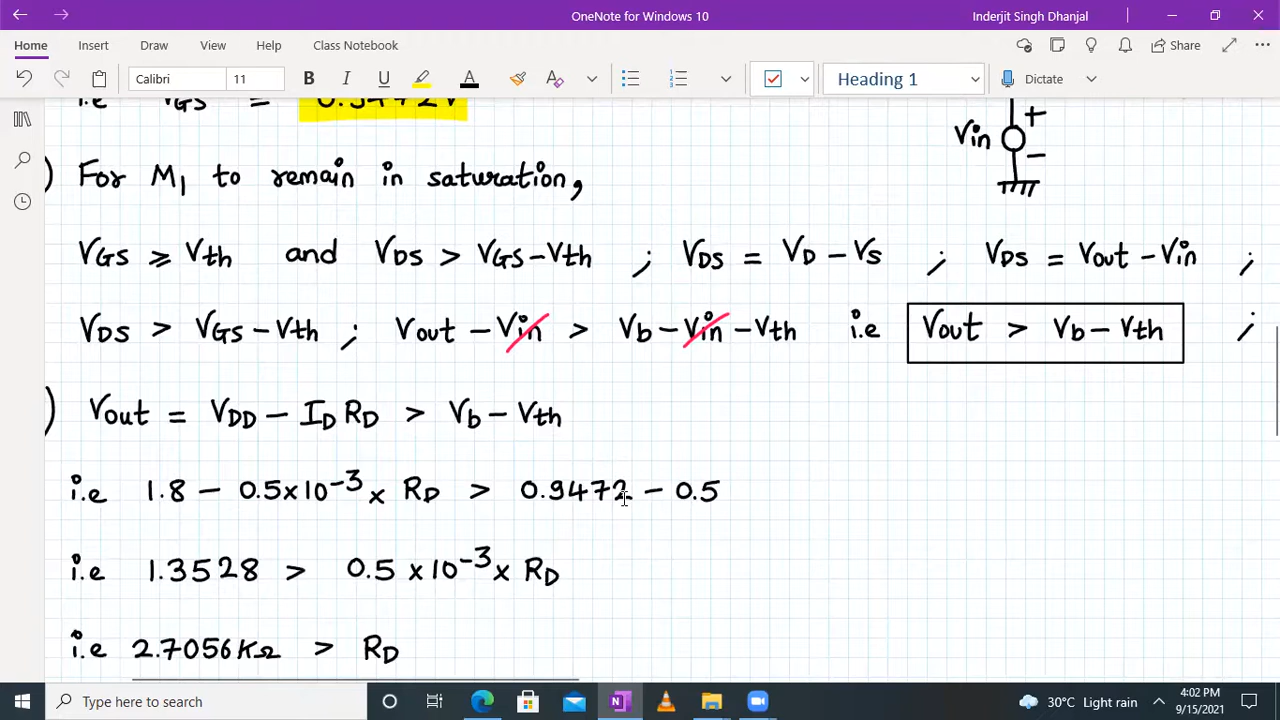 OneNote for Windows 10
Inderjit Singh Dhanjal
Home Insert Draw View Help Class Notebook
Share
Calibri 11 B I U A Heading 1 Dictate
i.e VGS = 0.9472V
Vin + −
) For M1 to remain in saturation,
VGS ≥ Vth and VDS > VGS−Vth ; VDS = VD − VS ; VDS = Vout −Vin ;
VDS > VGS −Vth ; Vout −Vin > Vb −Vin −Vth i.e Vout > Vb − Vth ;
) Vout = VDD − ID RD > Vb − Vth
i.e 1.8 − 0.5×10⁻³ × RD > 0.9472 − 0.5
i.e 1.3528 > 0.5 ×10⁻³ × RD
i.e 2.7056KΩ > RD
Type here to search
30°C Light rain
4:02 PM
9/15/2021